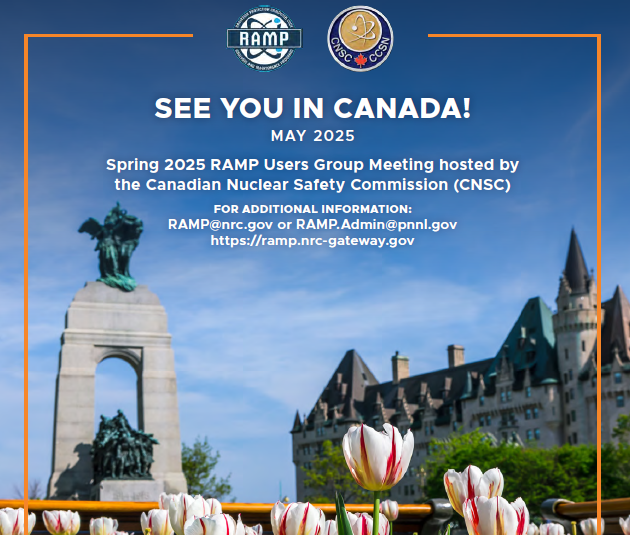 RAMP
CNSC
CCSN
SEE YOU IN CANADA!
MAY 2025
Spring 2025 RAMP Users Group Meeting hosted by
the Canadian Nuclear Safety Commission (CNSC)
FOR ADDITIONAL INFORMATION:
RAMP@nrc.gov or RAMP.Admin@pnnl.gov
https://ramp.nrc-gateway.gov